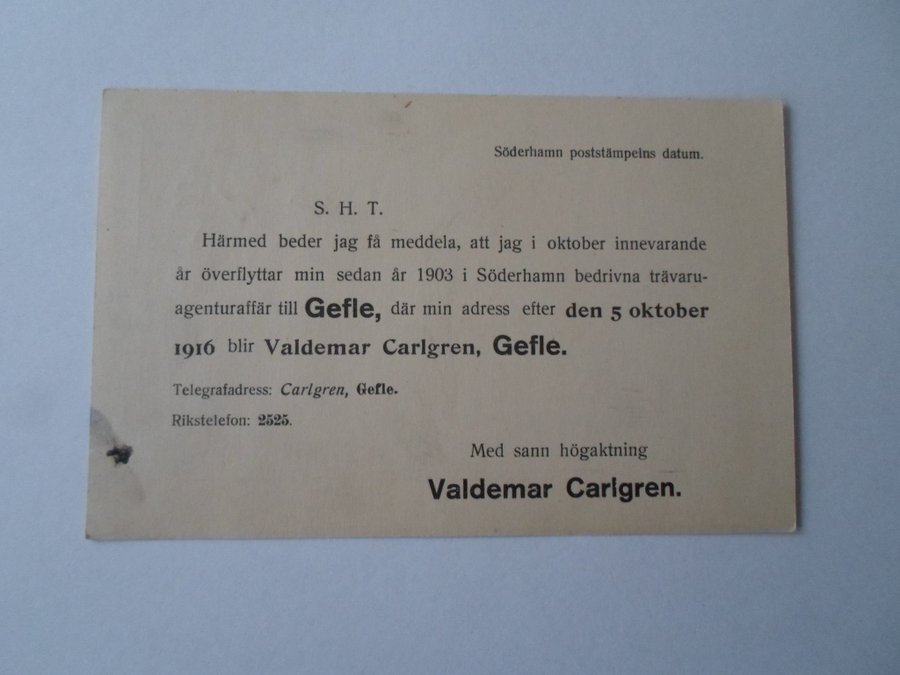 Söderhamn poststämpelns datum.
S. H. T.
Härmed beder jag få meddela, att jag i oktober innevarande
år överflyttar min sedan år 1903 i Söderhamn bedrivna trävaru-
agenturaffär till Gefle, där min adress efter den 5 oktober
1916 blir Valdemar Carlgren, Gefle.
Telegrafadress: Carlgren, Gefle.
Rikstelefon: 2525.
Med sann högaktning
Valdemar Carlgren.